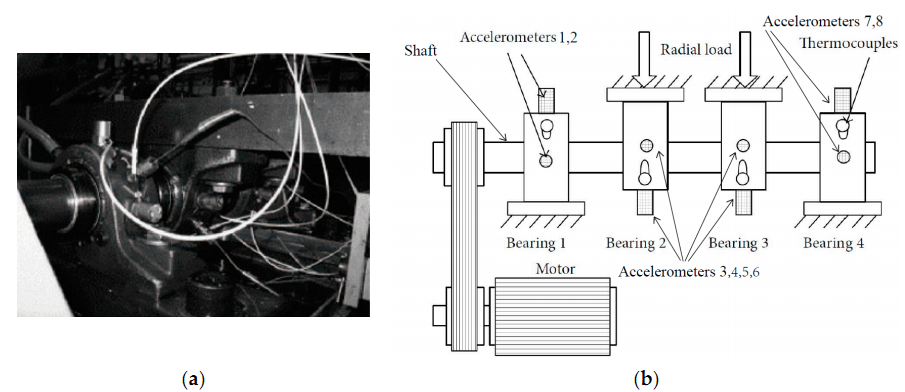 Accelerometers 7,8
Accelerometers 1,2
Radial load
Thermocouples
Shaft
Bearing 1
Bearing 2
Bearing 3
Bearing 4
Accelerometers 3,4,5,6
Motor
(a)
(b)